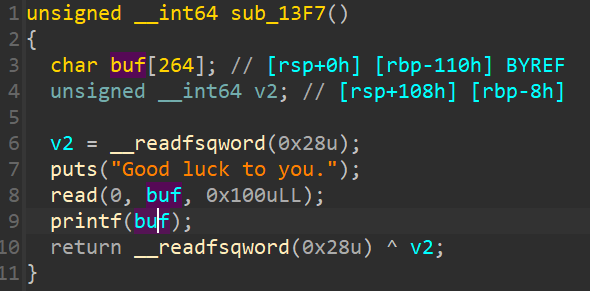 1 unsigned __int64 sub_13F7()
2 {
3 char buf[264]; // [rsp+0h] [rbp-110h] BYREF
4 unsigned __int64 v2; // [rsp+108h] [rbp-8h]
5
6 v2 = __readfsqword(0x28u);
7 puts("Good luck to you.");
8 read(0, buf, 0x100uLL);
9 printf(buf);
10 return __readfsqword(0x28u) ^ v2;
11 }